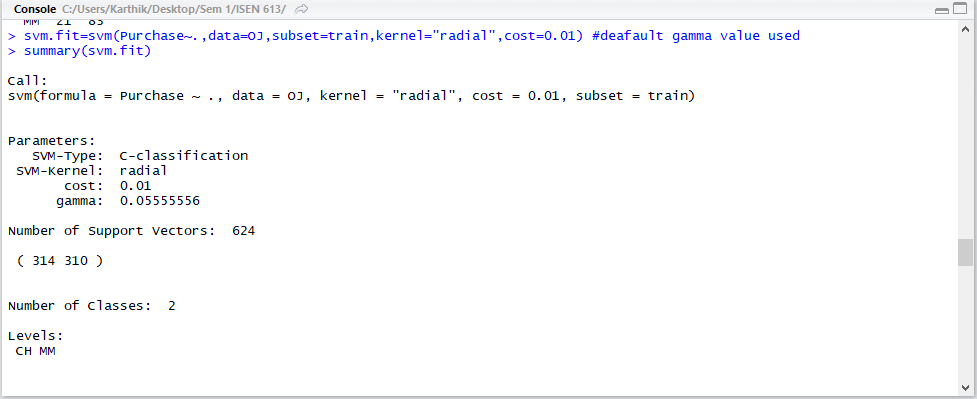 Console C:/Users/Karthik/Desktop/Sem 1/ISEN 613/
MM 21 83
> svm.fit=svm(Purchase~.,data=OJ,subset=train,kernel="radial",cost=0.01) #deafault gamma value used
> summary(svm.fit)
Call:
svm(formula = Purchase ~ ., data = OJ, kernel = "radial", cost = 0.01, subset = train)
Parameters:
SVM-Type: C-classification
SVM-Kernel: radial
cost: 0.01
gamma: 0.05555556
Number of Support Vectors: 624
( 314 310 )
Number of Classes: 2
Levels:
CH MM